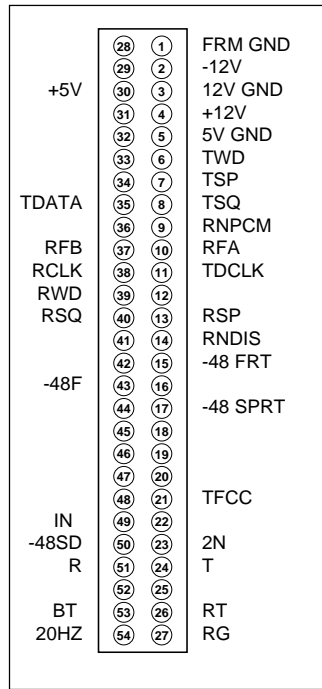 28 1 FRM GND
29 2 -12V
+5V 30 3 12V GND
31 4 +12V
32 5 5V GND
33 6 TWD
34 7 TSP
TDATA 35 8 TSQ
36 9 RNPCM
RFB 37 10 RFA
RCLK 38 11 TDCLK
RWD 39 12
RSQ 40 13 RSP
41 14 RNDIS
42 15 -48 FRT
-48F 43 16
44 17 -48 SPRT
45 18
46 19
47 20
48 21 TFCC
IN 49 22
-48SD 50 23 2N
R 51 24 T
52 25
BT 53 26 RT
20HZ 54 27 RG